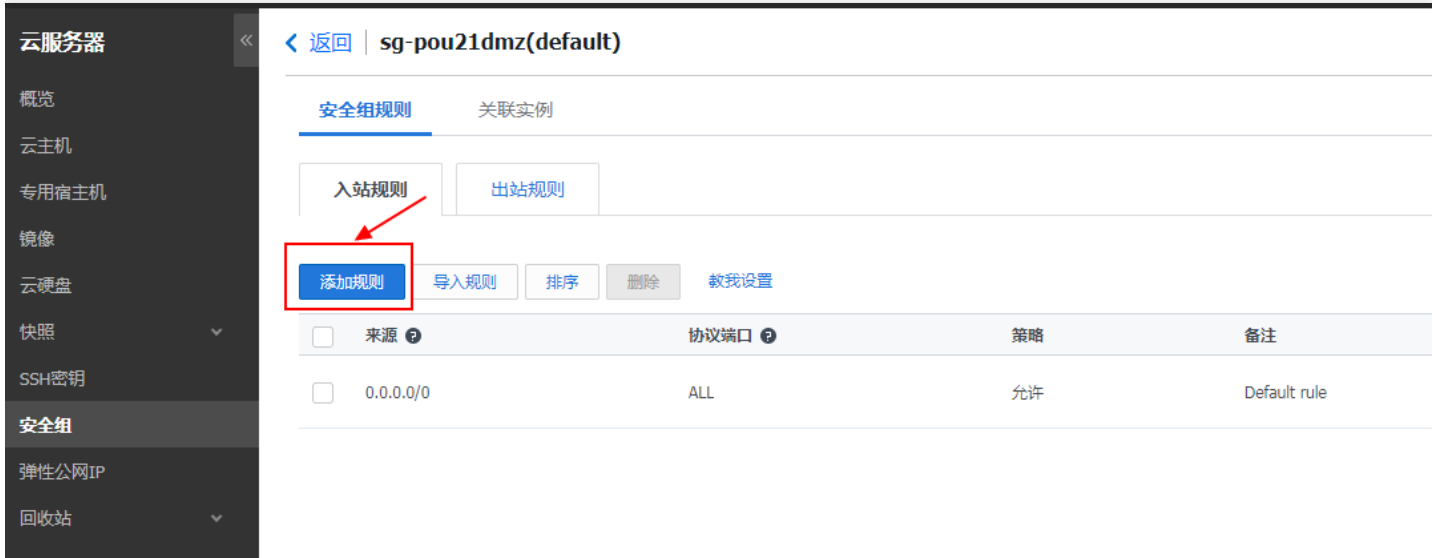 云服务器
返回 sg-pou21dmz(default)
概览
云主机
专用宿主机
镜像
云硬盘
快照
SSH密钥
安全组
弹性公网IP
回收站
安全组规则 关联实例
入站规则 出站规则
添加规则 导入规则 排序 删除 教我设置
来源 协议端口 策略 备注
0.0.0.0/0 ALL 允许 Default rule